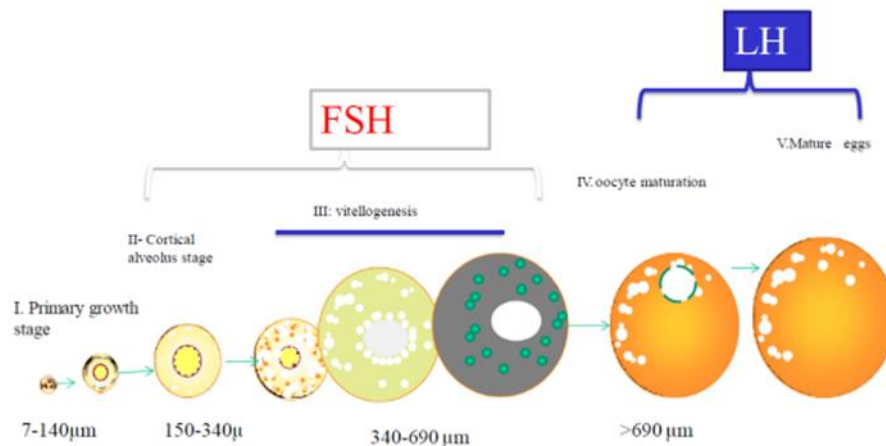 LH
FSH
V.Mature eggs
IV. oocyte maturation
III: vitellogenesis
II- Cortical
alveolus stage
I. Primary growth
stage
7-140μm
150-340μ
340-690 μm
>690 μm